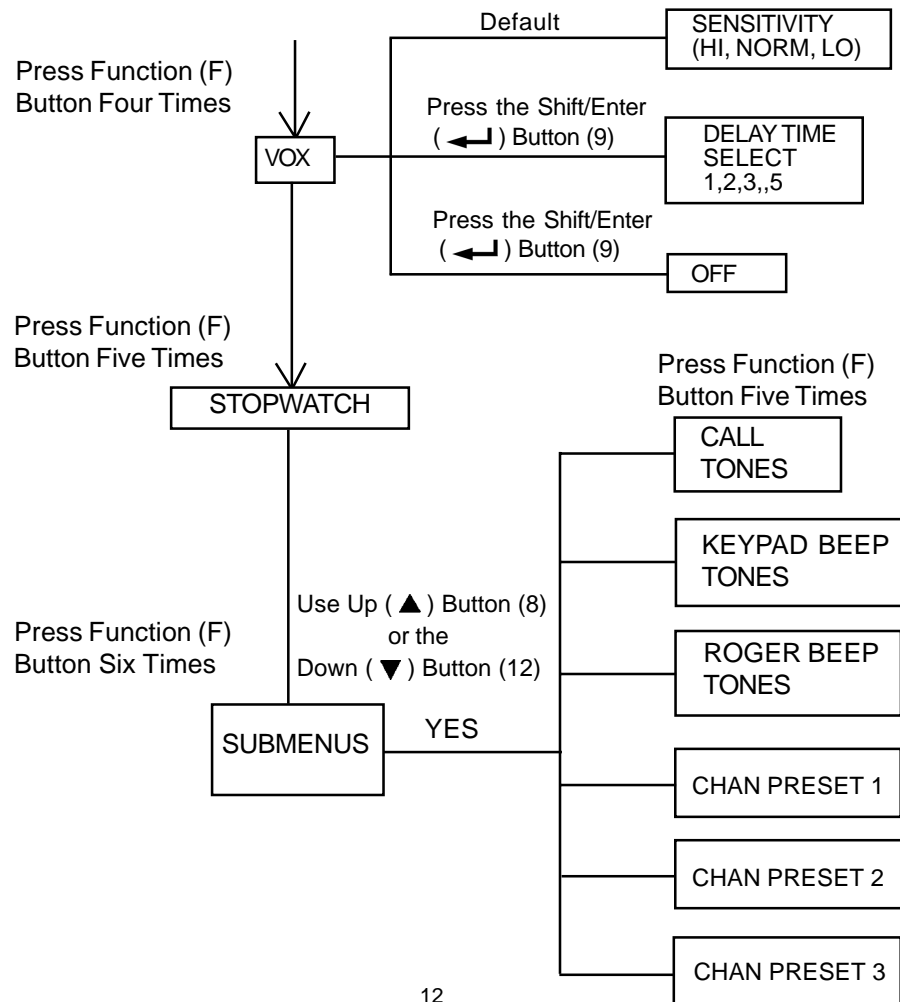 Default
SENSITIVITY
(HI, NORM, LO)
Press Function (F)
Button Four Times
Press the Shift/Enter
( ) Button (9)
VOX
DELAY TIME
SELECT
1,2,3,,5
Press the Shift/Enter
( ) Button (9)
OFF
Press Function (F)
Button Five Times
STOPWATCH
Press Function (F)
Button Five Times
CALL
TONES
KEYPAD BEEP
TONES
Press Function (F)
Button Six Times
Use Up ( ▲ ) Button (8)
or the
Down ( ▼ ) Button (12)
ROGER BEEP
TONES
SUBMENUS
YES
CHAN PRESET 1
CHAN PRESET 2
CHAN PRESET 3
12